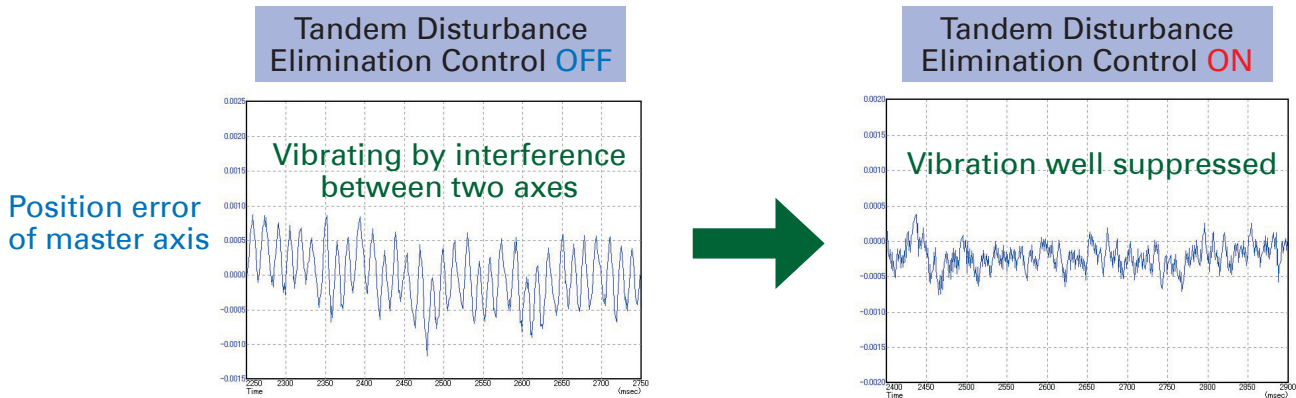 Tandem Disturbance
Elimination Control OFF
Tandem Disturbance
Elimination Control ON
Position error
of master axis
0.0025
0.0020
0.0015
0.0010
0.0005
0.0000
−0.0005
−0.0010
−0.0015
Vibrating by interference
between two axes
2250 2300 2350 2400 2450 2500 2550 2600 2650 2700 2750
Time (msec)
0.0020
0.0015
0.0010
0.0005
0.0000
−0.0005
−0.0010
−0.0015
−0.0020
Vibration well suppressed
2400 2450 2500 2550 2600 2650 2700 2750 2800 2850 2900
Time (msec)